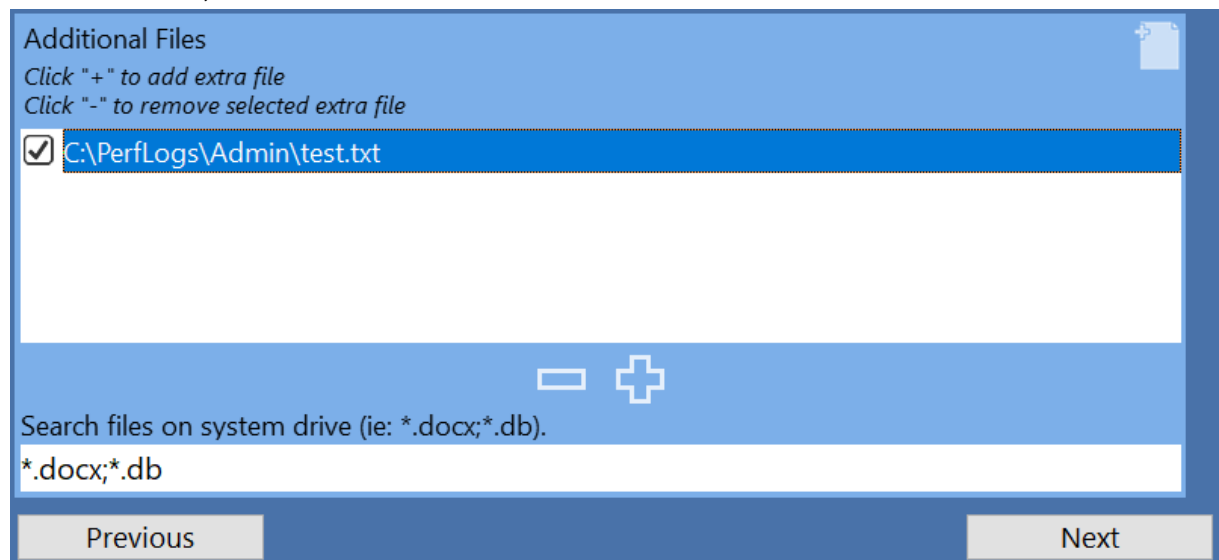 Additional Files
Click "+" to add extra file
Click "-" to remove selected extra file
C:\PerfLogs\Admin\test.txt
Search files on system drive (ie: *.docx;*.db).
*.docx;*.db
Previous
Next